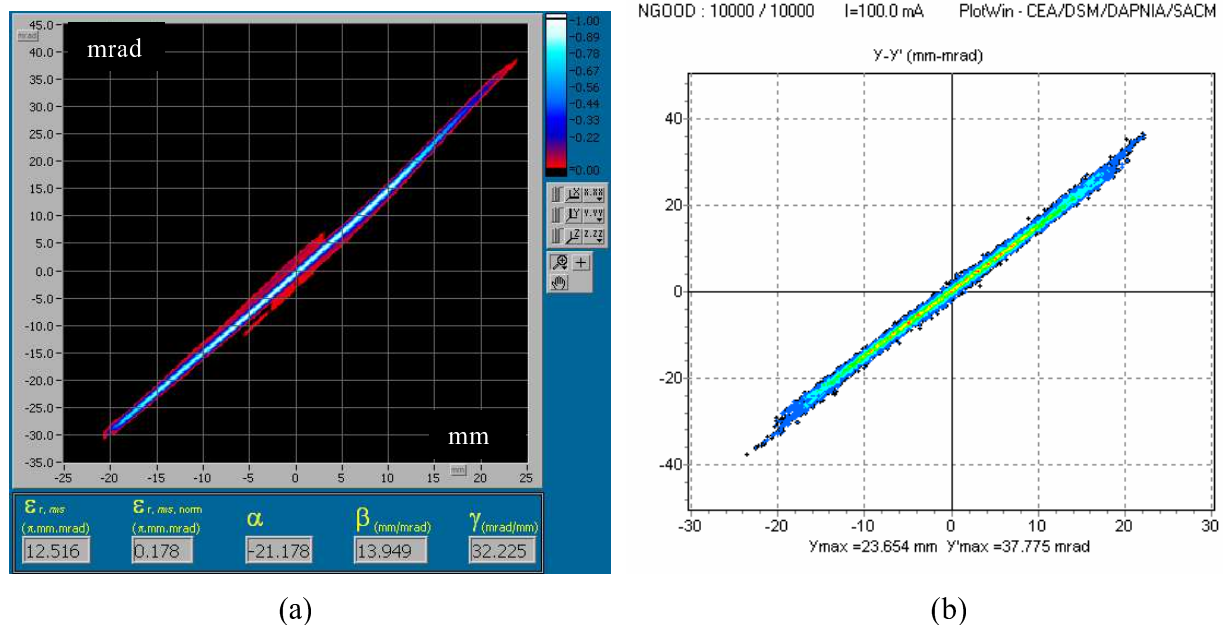 mrad
mrad
45.0
40.0
35.0
30.0
25.0
20.0
15.0
10.0
5.0
0.0
-5.0
-10.0
-15.0
-20.0
-25.0
-30.0
-35.0
-25 -20 -15 -10 -5 0 5 10 15 20 25
mm
mm
1.00
0.89
0.78
0.67
0.56
0.44
0.33
0.22
0.00
X X.XX
Y Y.YY
Z Z.ZZ
ε r, rms (π.mm.mrad)
12.516
ε r, rms, norm (π.mm.mrad)
0.178
α
-21.178
β (mm/mrad)
13.949
γ (mrad/mm)
32.225
(a)
NGOOD : 10000 / 10000 I=100.0 mA PlotWin - CEA/DSM/DAPNIA/SACM
Y-Y' (mm-mrad)
40
20
0
-20
-40
-30 -20 -10 0 10 20 30
Ymax =23.654 mm Y'max =37.775 mrad
(b)